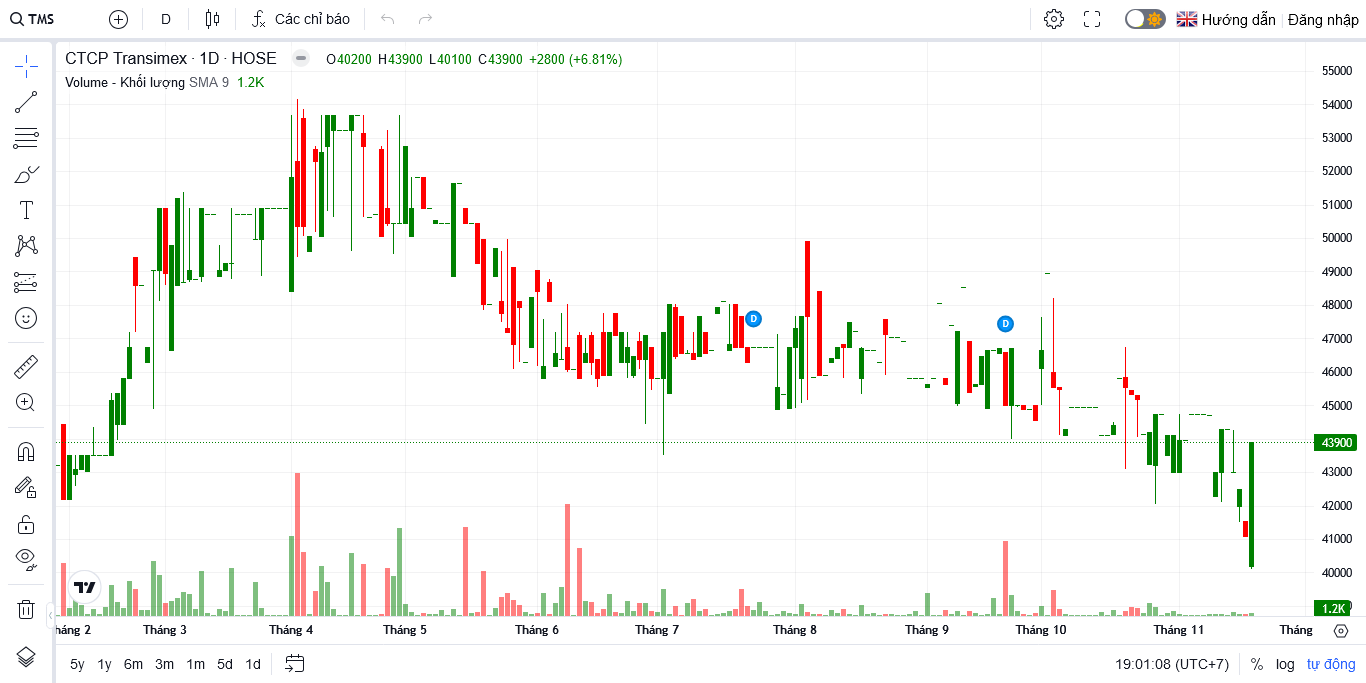 TMS D Các chỉ báo Hướng dẫn Đăng nhập
CTCP Transimex · 1D · HOSE O40200 H43900 L40100 C43900 +2800 (+6.81%)
Volume - Khối lượng SMA 9 1.2K
55000
54000
53000
52000
51000
50000
49000
48000
47000
46000
45000
43900
43000
42000
41000
40000
1.2K
D
D
háng 2 Tháng 3 Tháng 4 Tháng 5 Tháng 6 Tháng 7 Tháng 8 Tháng 9 Tháng 10 Tháng 11 Tháng
5y 1y 6m 3m 1m 5d 1d 19:01:08 (UTC+7) % log tự động